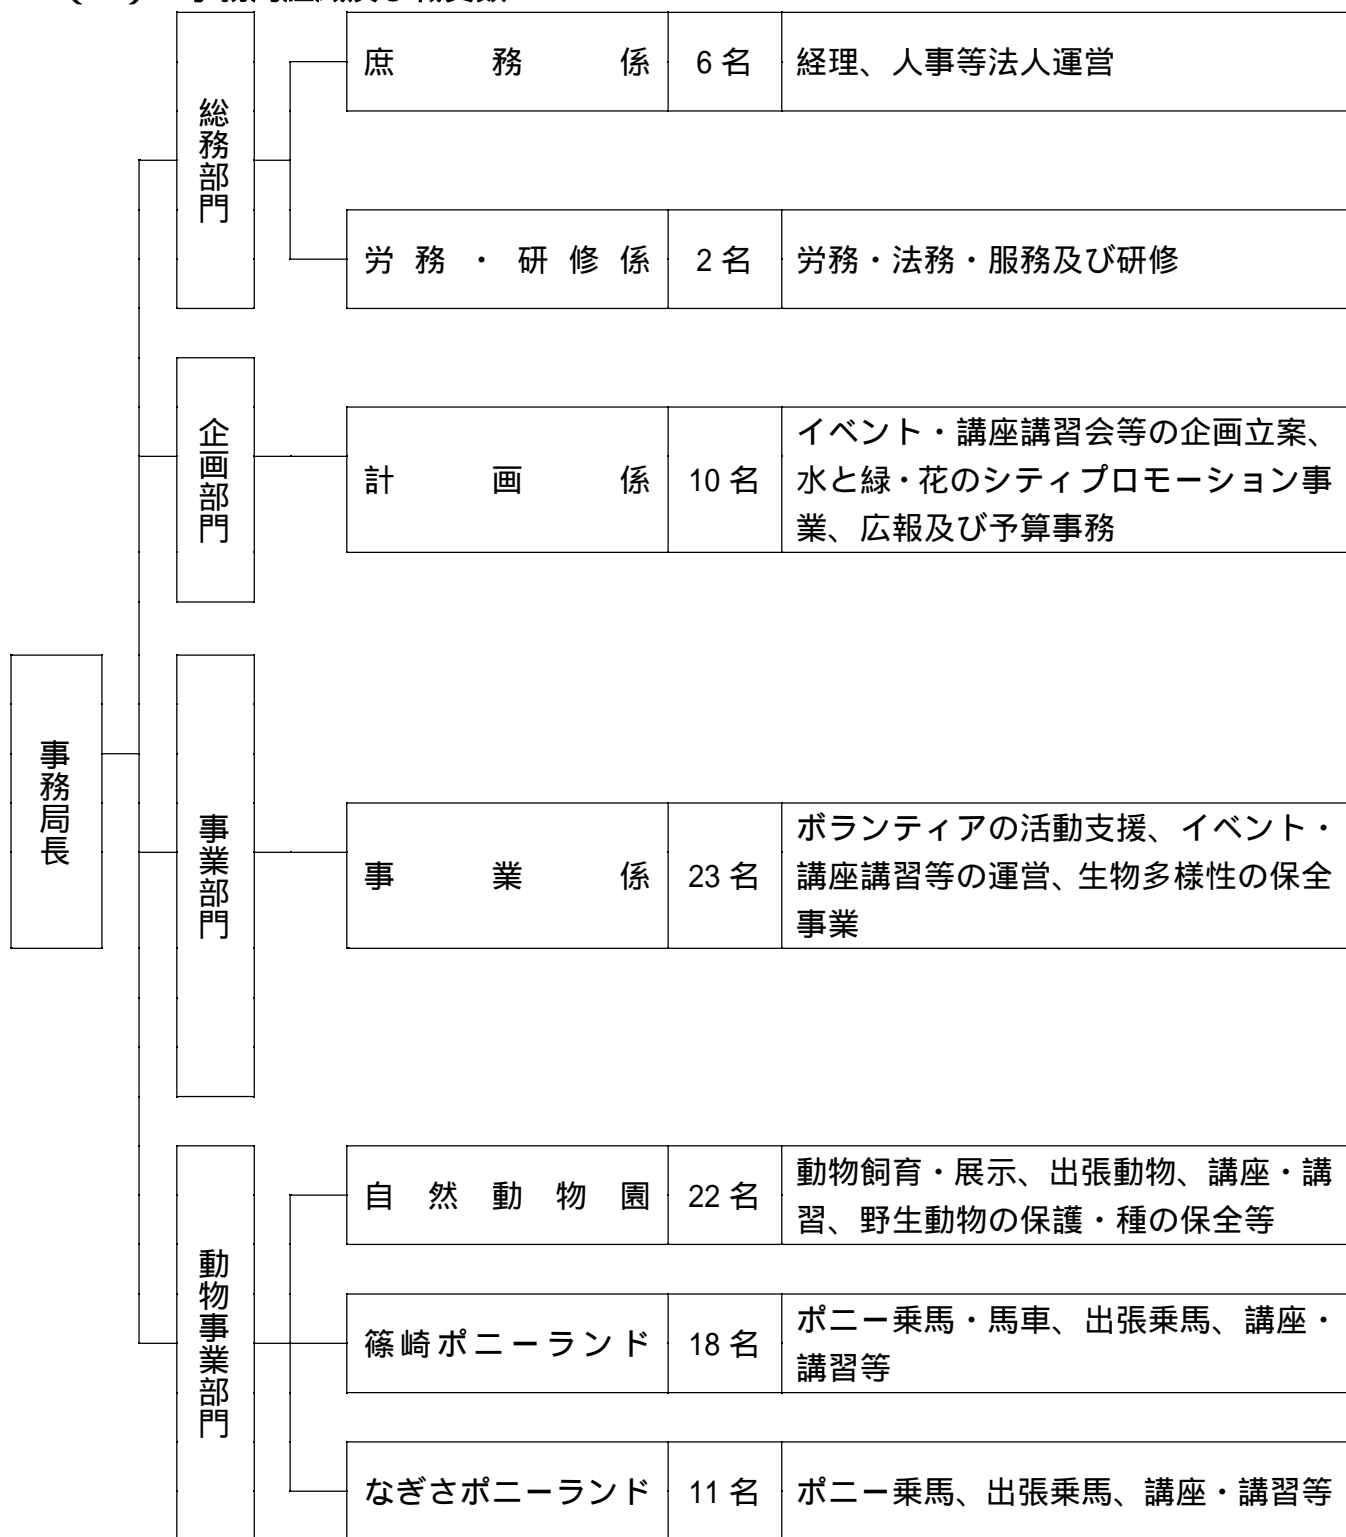 事務局長
総務部門
庶務係 6名 経理、人事等法人運営
労務・研修係 2名 労務・法務・服務及び研修
企画部門
計画係 10名 イベント・講座講習会等の企画立案、
水と緑・花のシティプロモーション事
業、広報及び予算事務
事業部門
事業係 23名 ボランティアの活動支援、イベント・
講座講習等の運営、生物多様性の保全
事業
動物事業部門
自然動物園 22名 動物飼育・展示、出張動物、講座・講
習、野生動物の保護・種の保全等
篠崎ポニーランド 18名 ポニー乗馬・馬車、出張乗馬、講座・
講習等
なぎさポニーランド 11名 ポニー乗馬、出張乗馬、講座・講習等